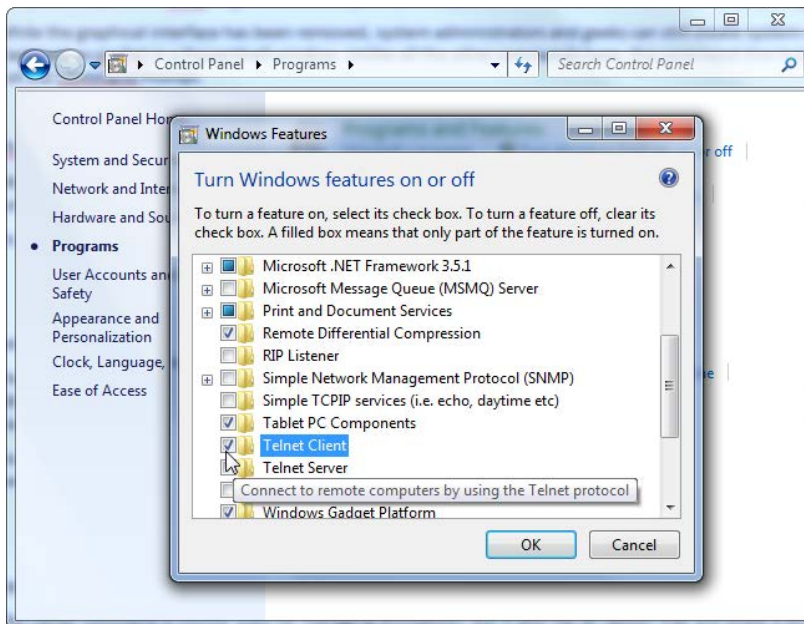 Control Panel
Programs
Search Control Panel
Control Panel Hor
System and Secur
Network and Inter
Hardware and Sou
Programs
User Accounts an
Safety
Appearance and
Personalization
Clock, Language,
Ease of Access
Programs and Features
r off
Windows Features
Turn Windows features on or off
To turn a feature on, select its check box. To turn a feature off, clear its
check box. A filled box means that only part of the feature is turned on.
Microsoft .NET Framework 3.5.1
Microsoft Message Queue (MSMQ) Server
Print and Document Services
Remote Differential Compression
RIP Listener
Simple Network Management Protocol (SNMP)
Simple TCPIP services (i.e. echo, daytime etc)
Tablet PC Components
Telnet Client
Telnet Server
Connect to remote computers by using the Telnet protocol
Windows Gadget Platform
OK
Cancel